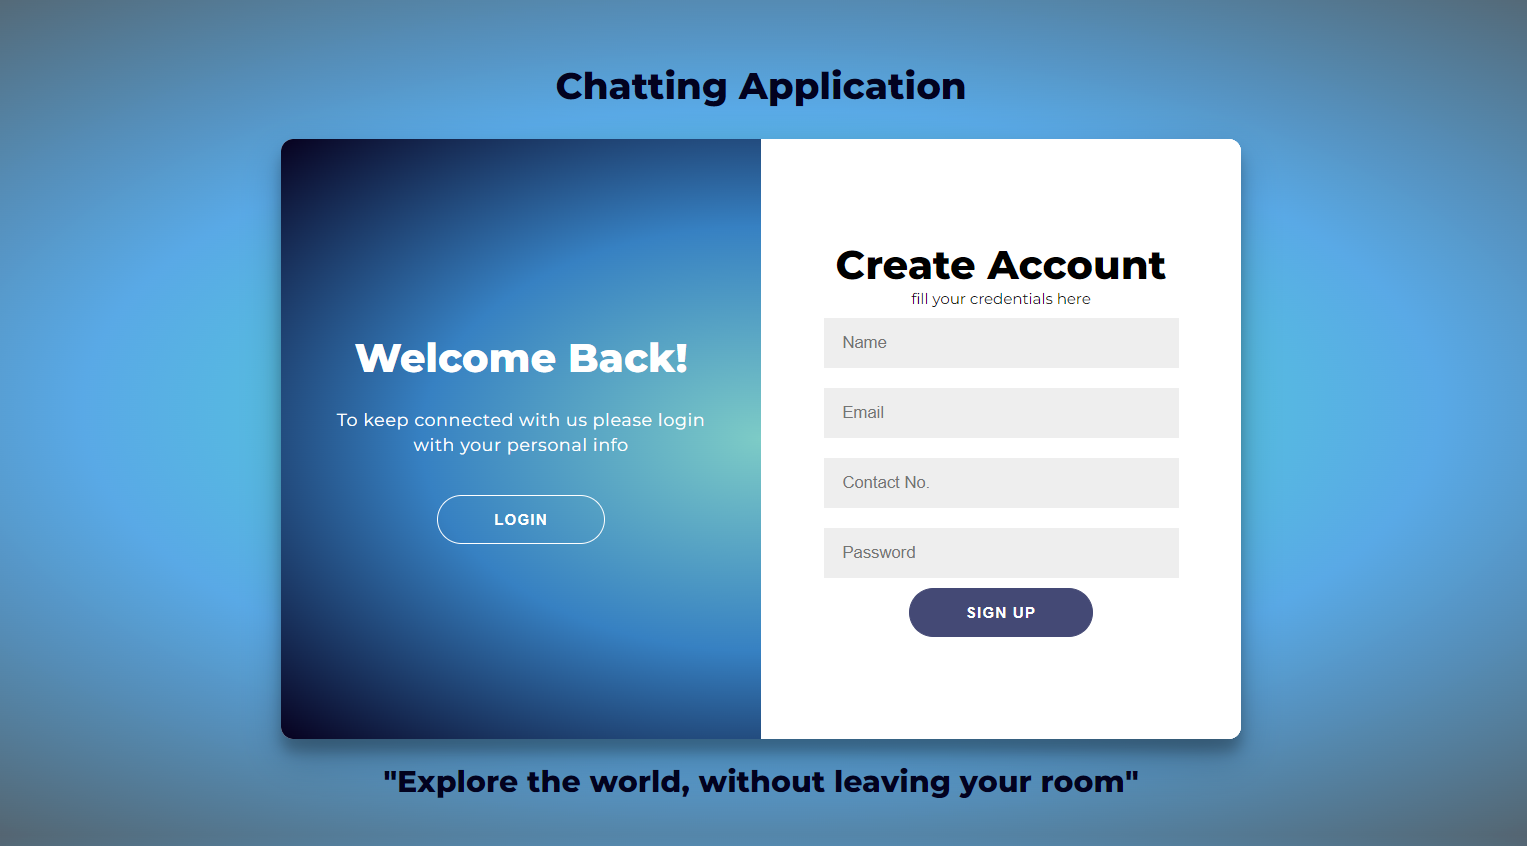 Chatting Application
Welcome Back!
To keep connected with us please login
with your personal info
LOGIN
Create Account
fill your credentials here
Name
Email
Contact No.
Password
SIGN UP
"Explore the world, without leaving your room"